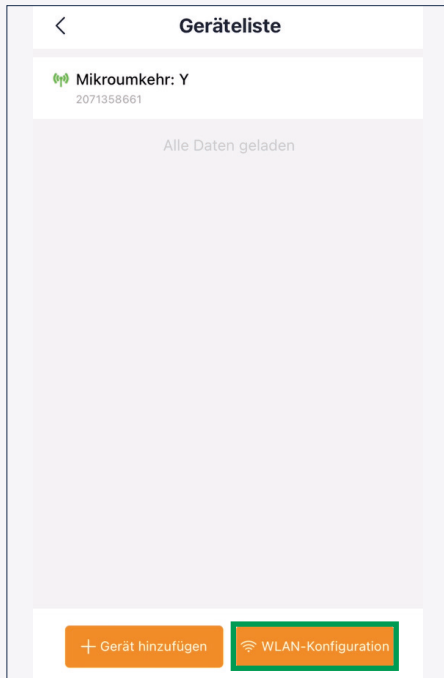 Geräteliste
Mikroumkehr: Y
2071358661
Alle Daten geladen
Gerät hinzufügen
WLAN-Konfiguration